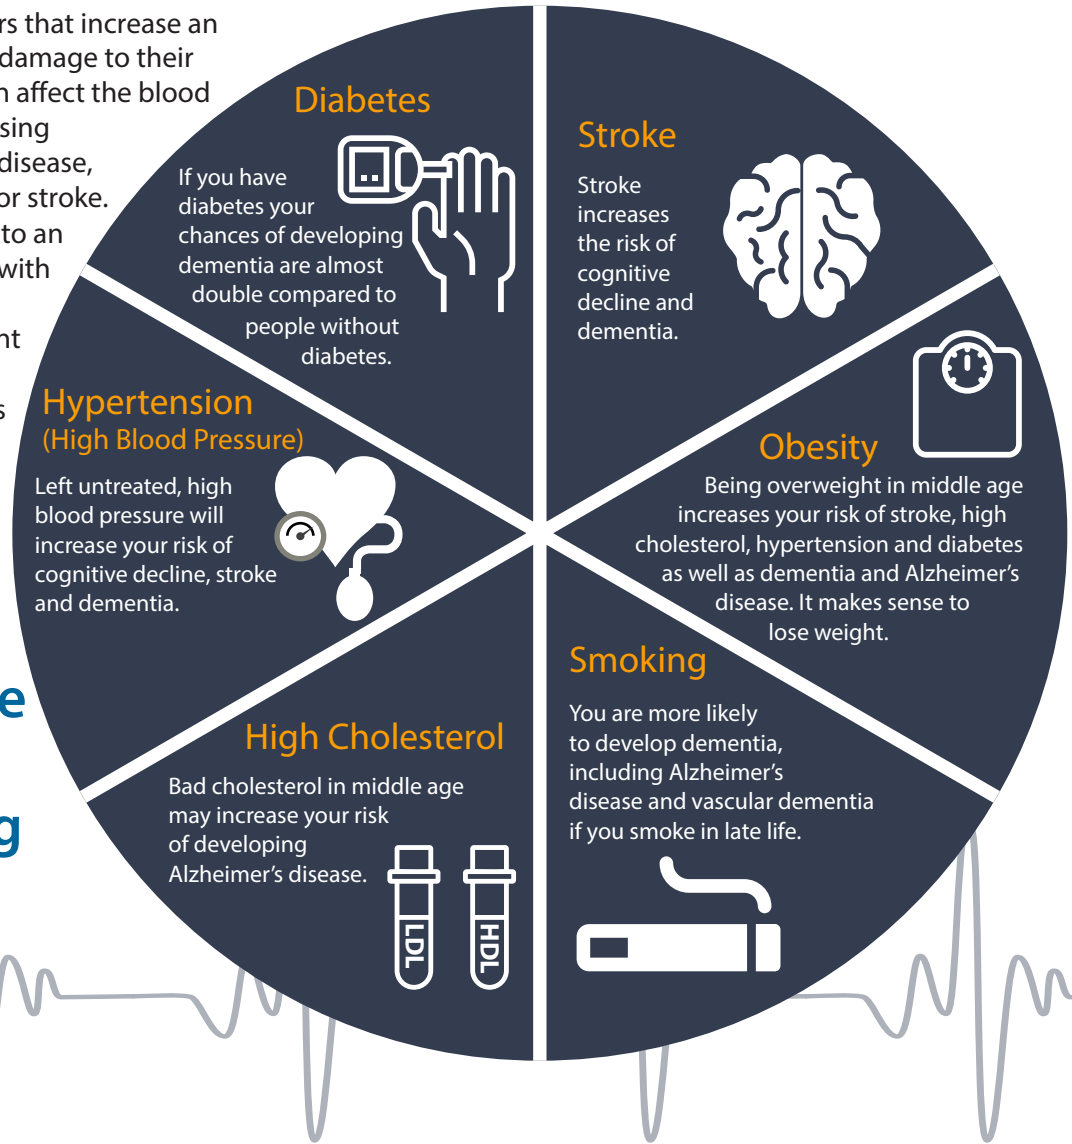 rs that increase an
damage to their
n affect the blood
sing
disease,
or stroke.
to an
with
nt
s
e
g
Diabetes
If you have
diabetes your
chances of developing
dementia are almost
double compared to
people without
diabetes.
Stroke
Stroke
increases
the risk of
cognitive
decline and
dementia.
Hypertension
(High Blood Pressure)
Left untreated, high
blood pressure will
increase your risk of
cognitive decline, stroke
and dementia.
Obesity
Being overweight in middle age
increases your risk of stroke, high
cholesterol, hypertension and diabetes
as well as dementia and Alzheimer’s
disease. It makes sense to
lose weight.
High Cholesterol
Bad cholesterol in middle age
may increase your risk
of developing
Alzheimer’s disease.
LDL
HDL
Smoking
You are more likely
to develop dementia,
including Alzheimer’s
disease and vascular dementia
if you smoke in late life.